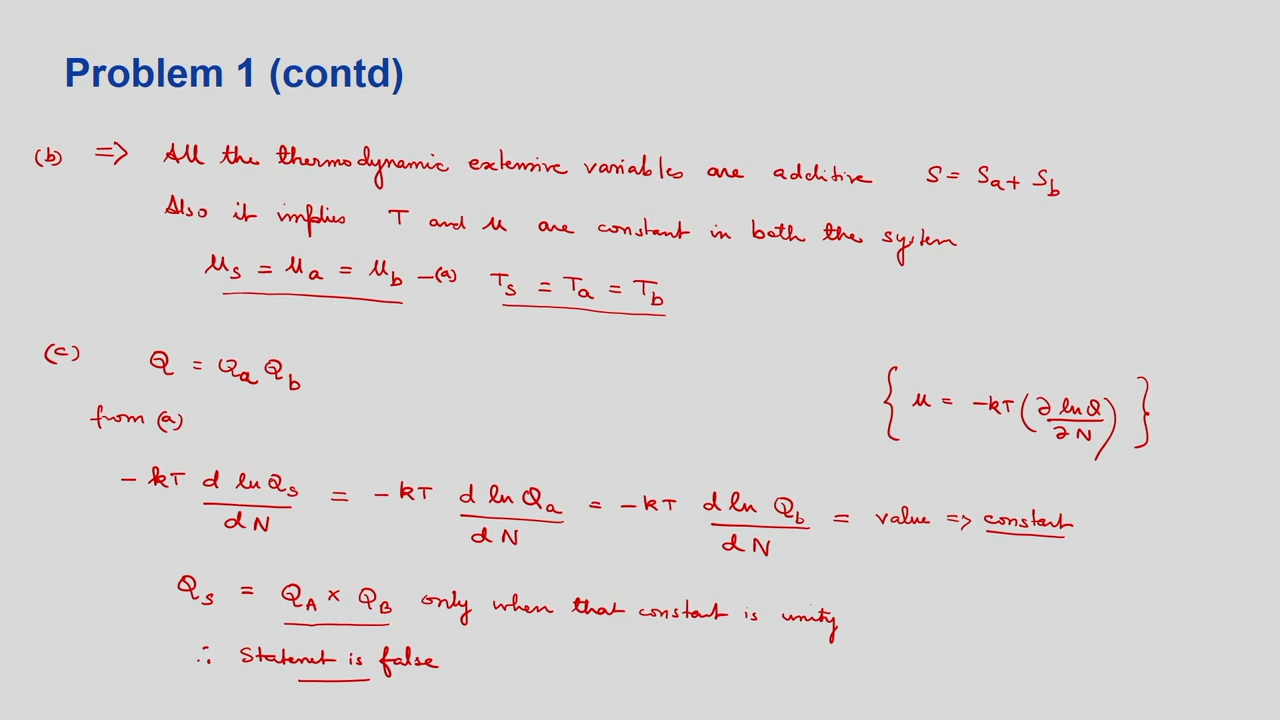 Problem 1 (contd)
(b) => All the thermodynamic extensive variables are additive S = Sa + Sb
Also it implies T and μ are constant in both the system
μs = μa = μb —(a) Ts = Ta = Tb
(c) Q = Qa Qb
from (a)
{ μ = -kT (∂ ln Q / ∂N) }
-kT d ln Qs / dN = -kT d ln Qa / dN = -kT d ln Qb / dN = value => constant
Qs = QA × QB only when that constant is unity
∴ Statenet is false